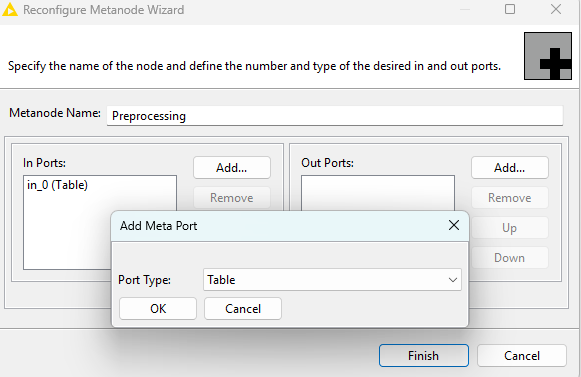 Reconfigure Metanode Wizard
Specify the name of the node and define the number and type of the desired in and out ports.
Metanode Name: Preprocessing
In Ports:
Add...
Out Ports:
Add...
in_0 (Table)
Remove
Remove
Up
Down
Add Meta Port
Port Type: Table
OK
Cancel
Finish
Cancel